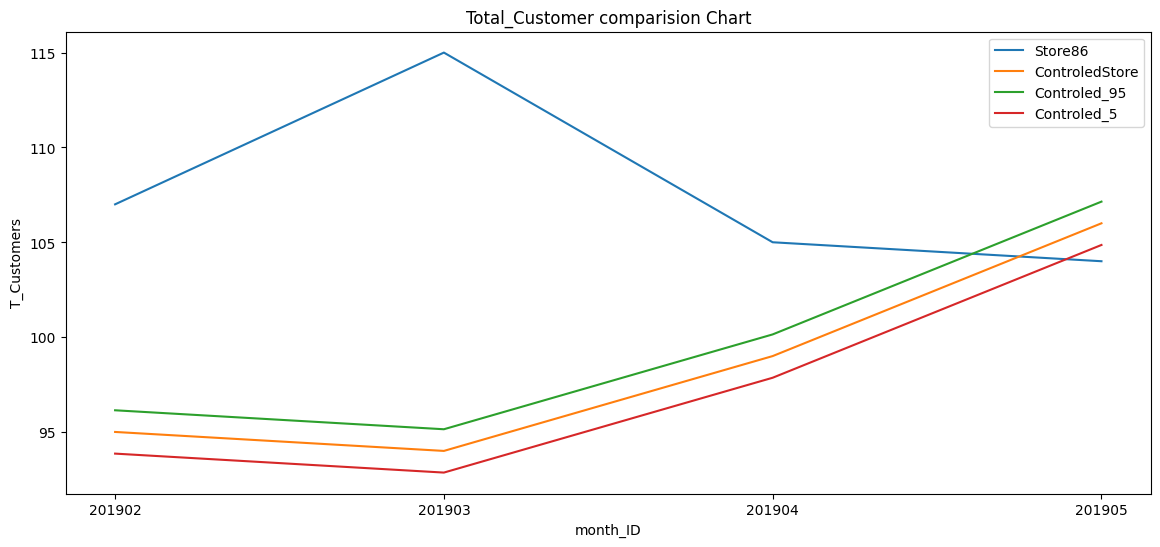 Total_Customer comparision Chart
Store86
ControledStore
Controled_95
Controled_5
T_Customers
115
110
105
100
95
201902
201903
201904
201905
month_ID